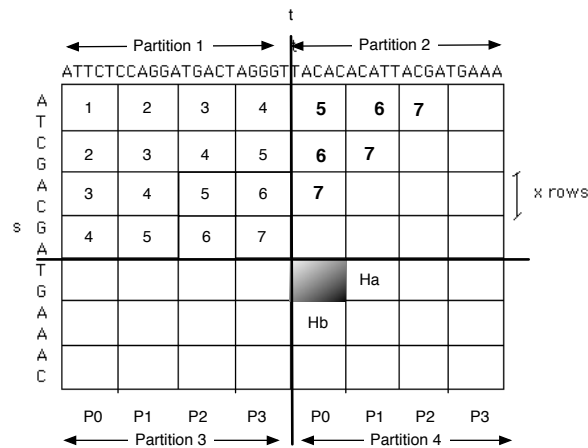 t
Partition 1
t
Partition 2
ATTCTCCAGGATGACTAGGGTTACACACATTACGATGAAA
A
T
C
G
A
C
G
A
T
G
A
A
A
C
s
1 2 3 4 5 6 7
2 3 4 5 6 7
3 4 5 6 7
x rows
4 5 6 7
Ha
Hb
P0 P1 P2 P3 P0 P1 P2 P3
Partition 3
Partition 4